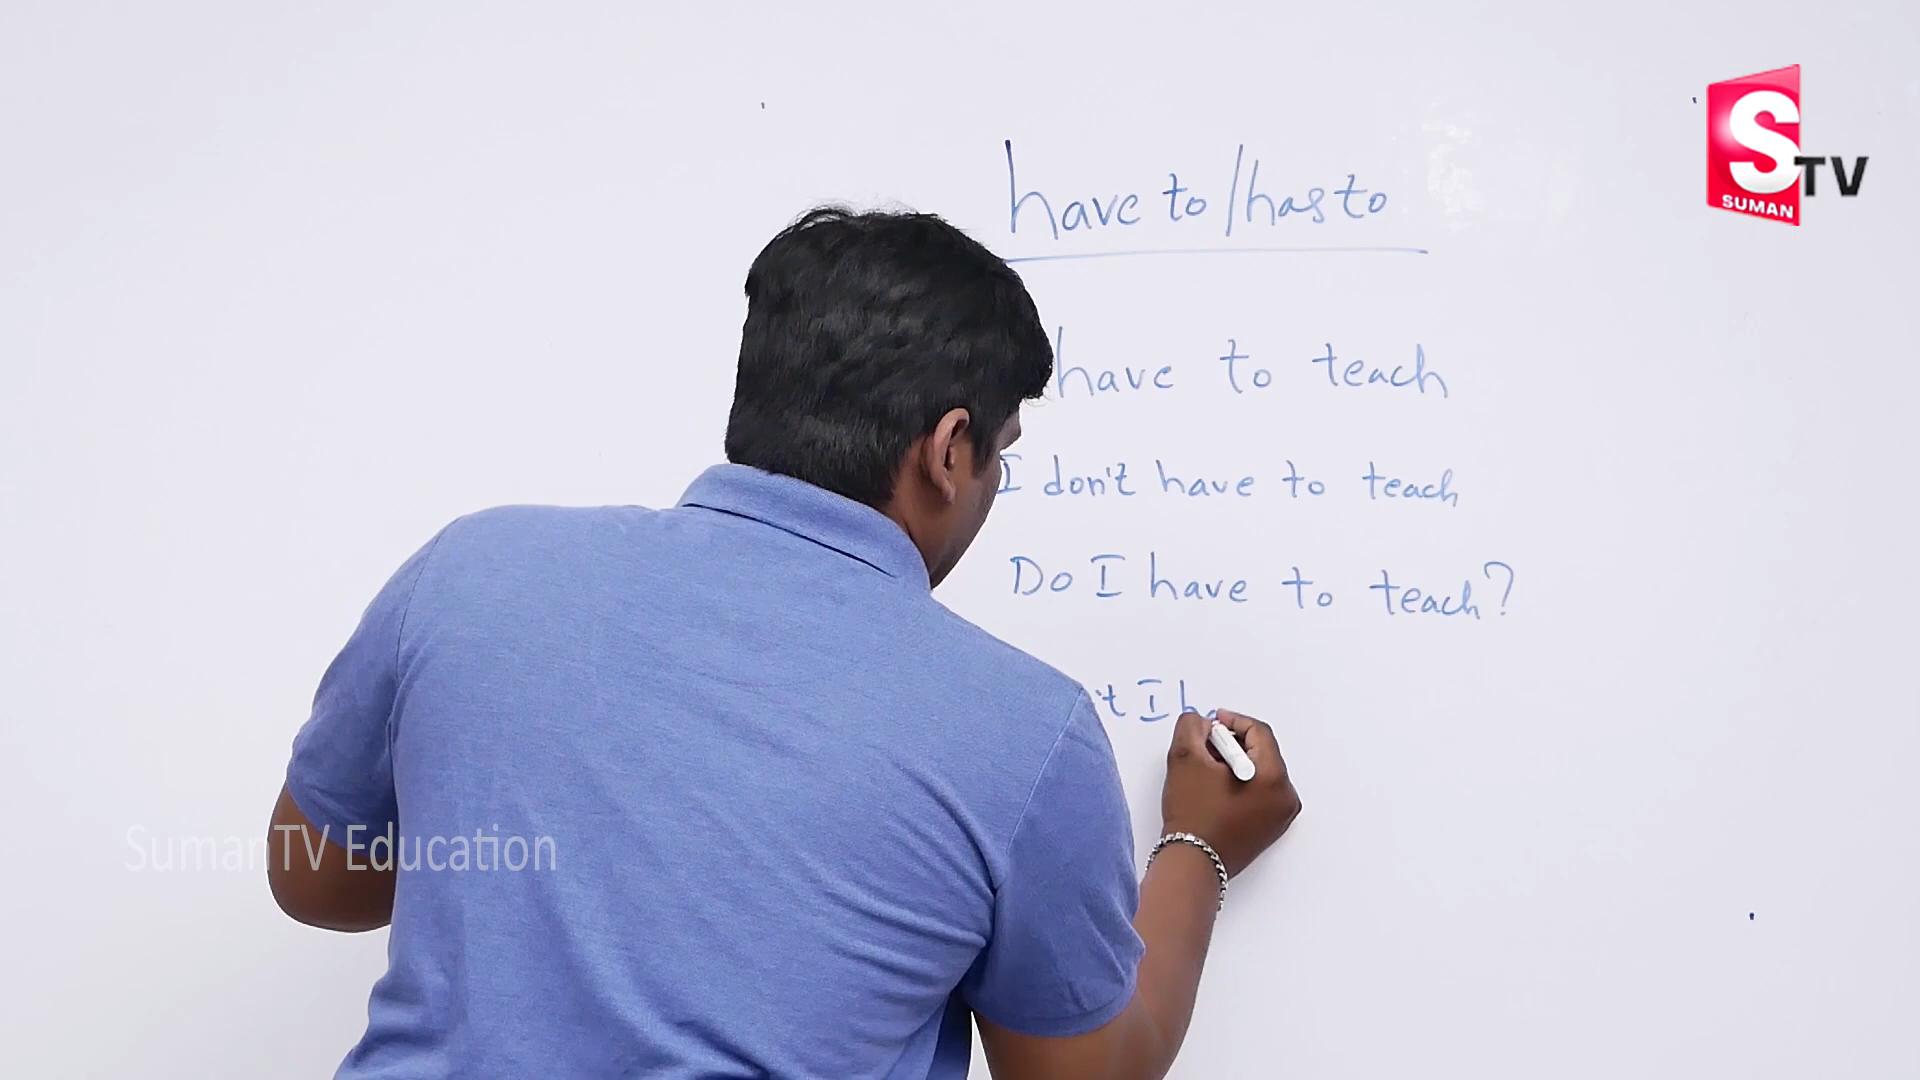 S TV
SUMAN
have to / has to
have to teach
I don't have to teach
Do I have to teach?
't I ha
SumanTV Education